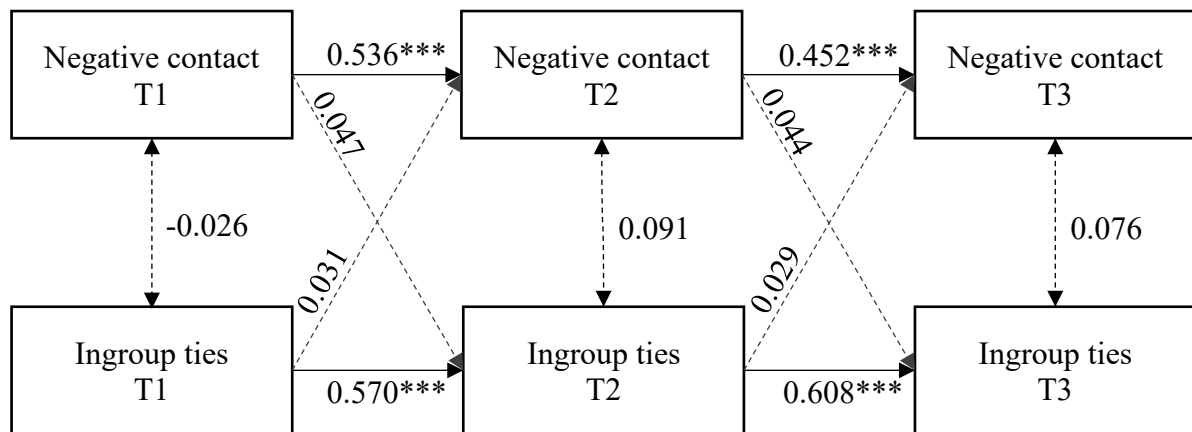 Negative contact
T1
0.536***
Negative contact
T2
0.452***
Negative contact
T3
0.047
0.044
-0.026
0.091
0.076
0.031
0.029
Ingroup ties
T1
0.570***
Ingroup ties
T2
0.608***
Ingroup ties
T3